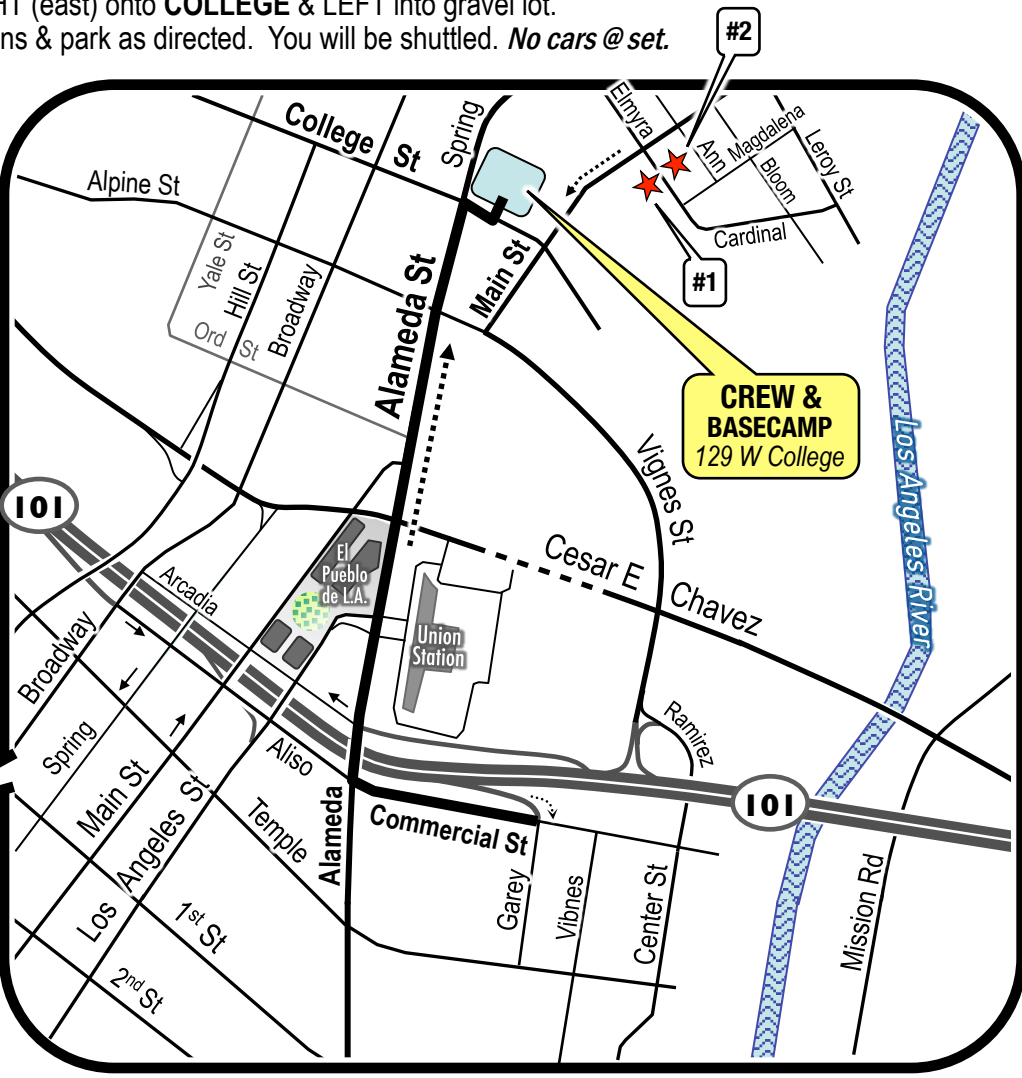 HT (east) onto COLLEGE & LEFT into gravel lot.
ns & park as directed. You will be shuttled. No cars @ set.
#2
College St
Spring
Elmyra
Ann
Magdalena
Leroy St
Bloom
Alpine St
Cardinal
Yale St
Hill St
Broadway
Ord St
Alameda St
Main St
#1
CREW &
BASECAMP
129 W College
Los Angeles River
Vignes St
101
El
Pueblo
de L.A.
Cesar E Chavez
Arcadia
Union
Station
Broadway
Ramirez
Spring
Aliso
Main St
Los Angeles St
Temple
Alameda
Commercial St
101
Garey
Vibnes
Center St
Mission Rd
1st St
2nd St